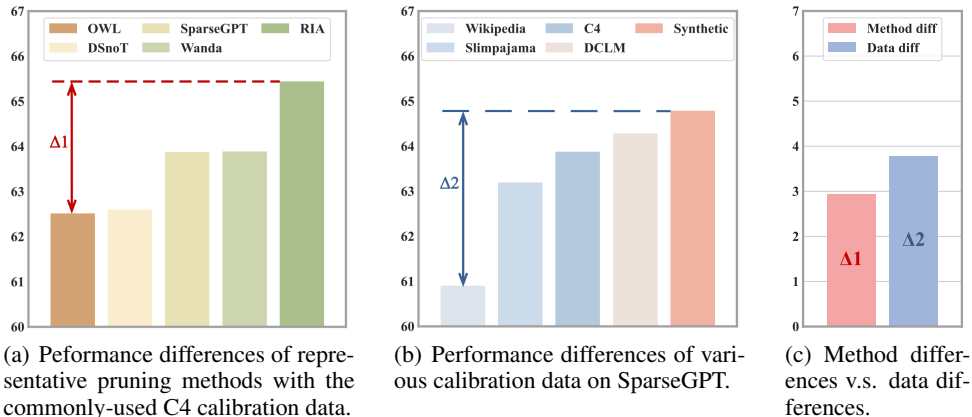 67
66
65
64
63
62
61
60
OWL
DSnoT
SparseGPT
Wanda
RIA
Δ1
(a) Peformance differences of repre-
sentative pruning methods with the
commonly-used C4 calibration data.
67
66
65
64
63
62
61
60
Wikipedia
Slimpajama
C4
DCLM
Synthetic
Δ2
(b) Performance differences of vari-
ous calibration data on SparseGPT.
7
6
5
4
3
2
1
0
Method diff
Data diff
Δ1
Δ2
(c) Method differ-
ences v.s. data dif-
ferences.